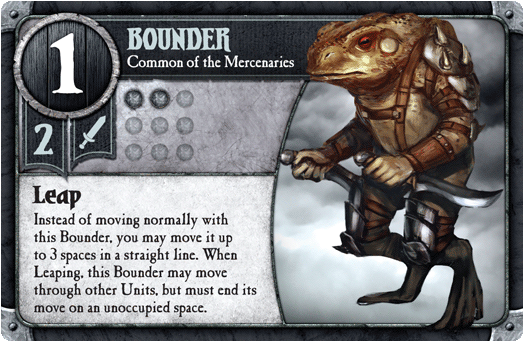 1
BOUNDER
Common of the Mercenaries
2
Leap
Instead of moving normally with
this Bounder, you may move it up
to 3 spaces in a straight line. When
Leaping, this Bounder may move
through other Units, but must end its
move on an unoccupied space.